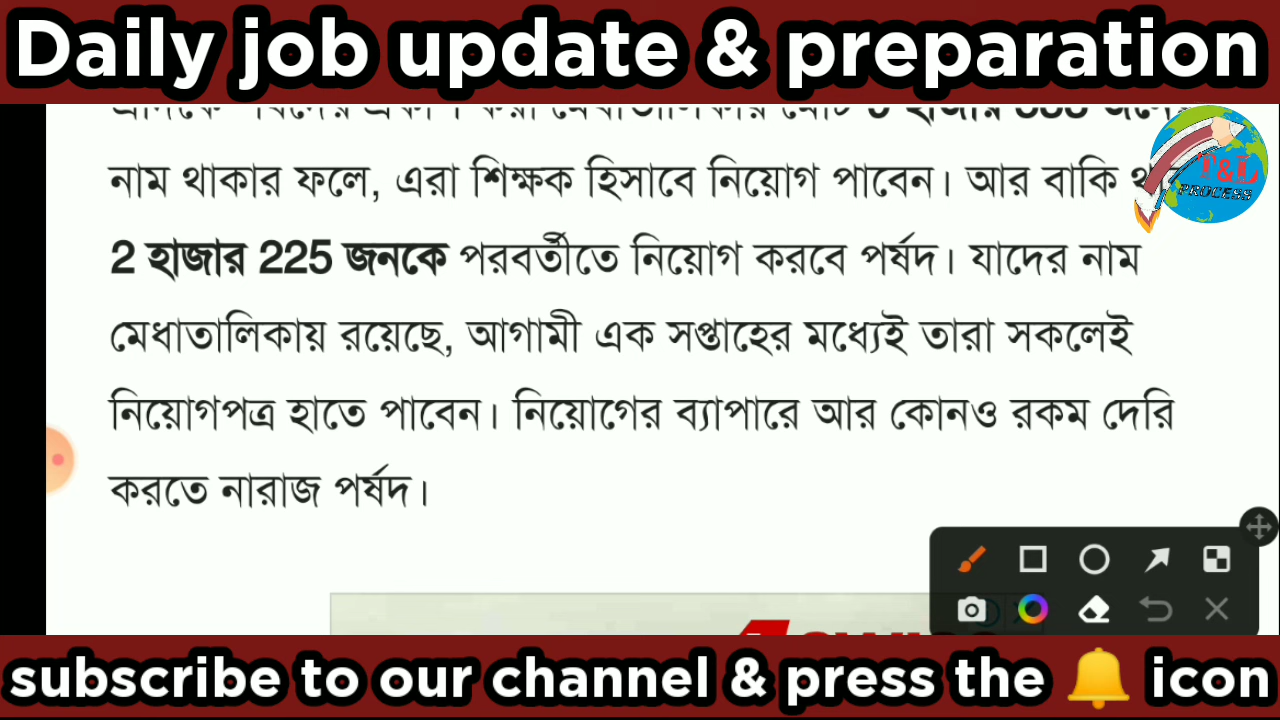 Daily job update & preparation
নাম থাকার ফলে, এরা শিক্ষক হিসাবে নিয়োগ পাবেন। আর বাকি
T&L
PROCESS
2 হাজার 225 জনকে পরবর্তীতে নিয়োগ করবে পর্ষদ। যাদের নাম
মেধাতালিকায় রয়েছে, আগামী এক সপ্তাহের মধ্যেই তারা সকলেই
নিয়োগপত্র হাতে পাবেন। নিয়োগের ব্যাপারে আর কোনও রকম দেরি
করতে নারাজ পর্ষদ।
subscribe to our channel & press the 🔔 icon